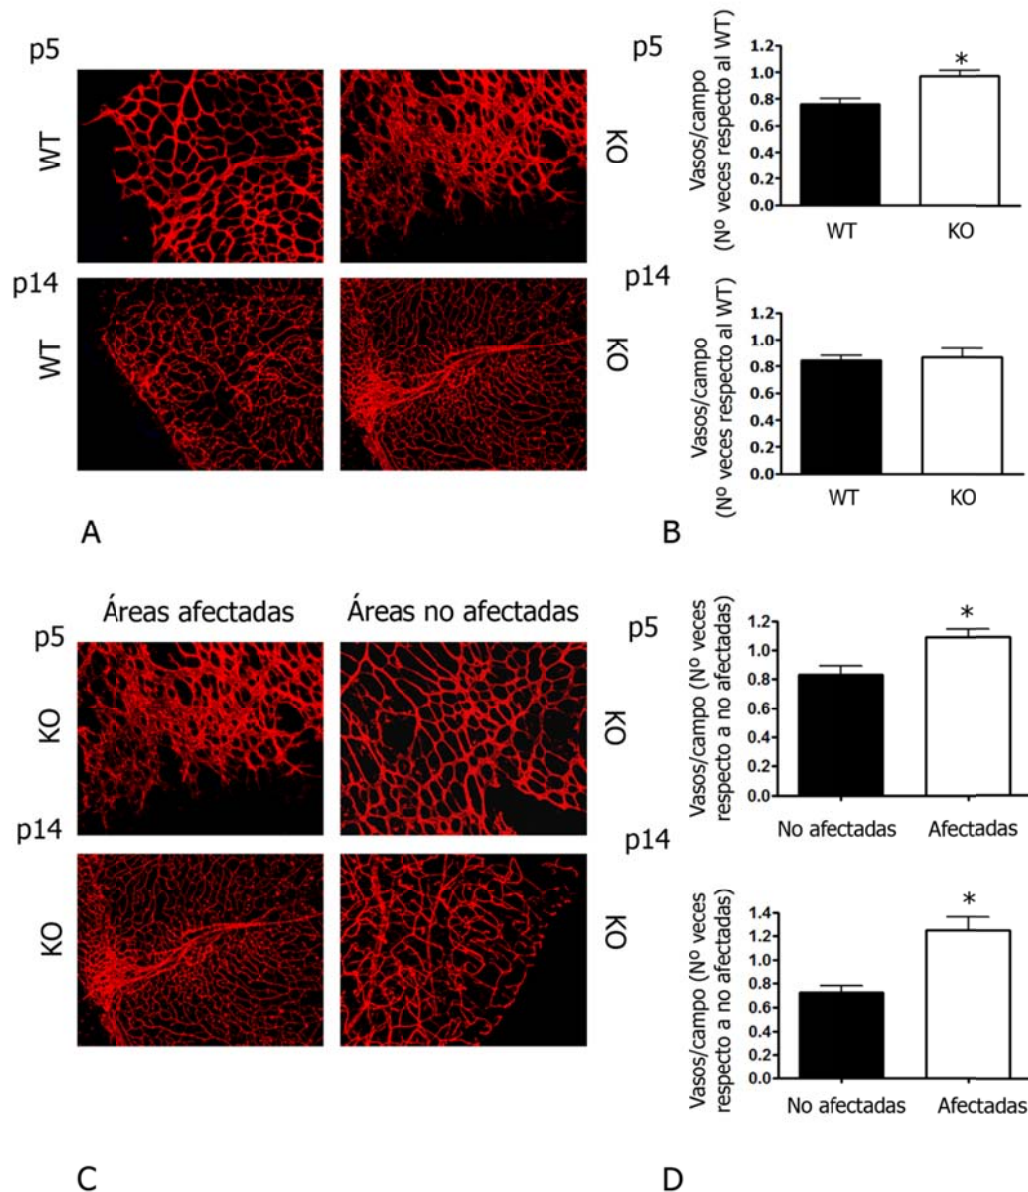 p5
WT
KO
p14
WT
KO
A
p5
Vasos/campo
(Nº veces respecto al WT)
1.2
1.0
0.8
0.6
0.4
0.2
0.0
*
WT
KO
p14
Vasos/campo
(Nº veces respecto al WT)
1.2
1.0
0.8
0.6
0.4
0.2
0.0
WT
KO
B
Áreas afectadas
Áreas no afectadas
p5
KO
KO
p14
KO
KO
C
p5
Vasos/campo (Nº veces
respecto a no afectadas)
1.2
1.0
0.8
0.6
0.4
0.2
0.0
*
No afectadas
Afectadas
p14
Vasos/campo (Nº veces
respecto a no afectadas)
1.4
1.2
1.0
0.8
0.6
0.4
0.2
0.0
*
No afectadas
Afectadas
D